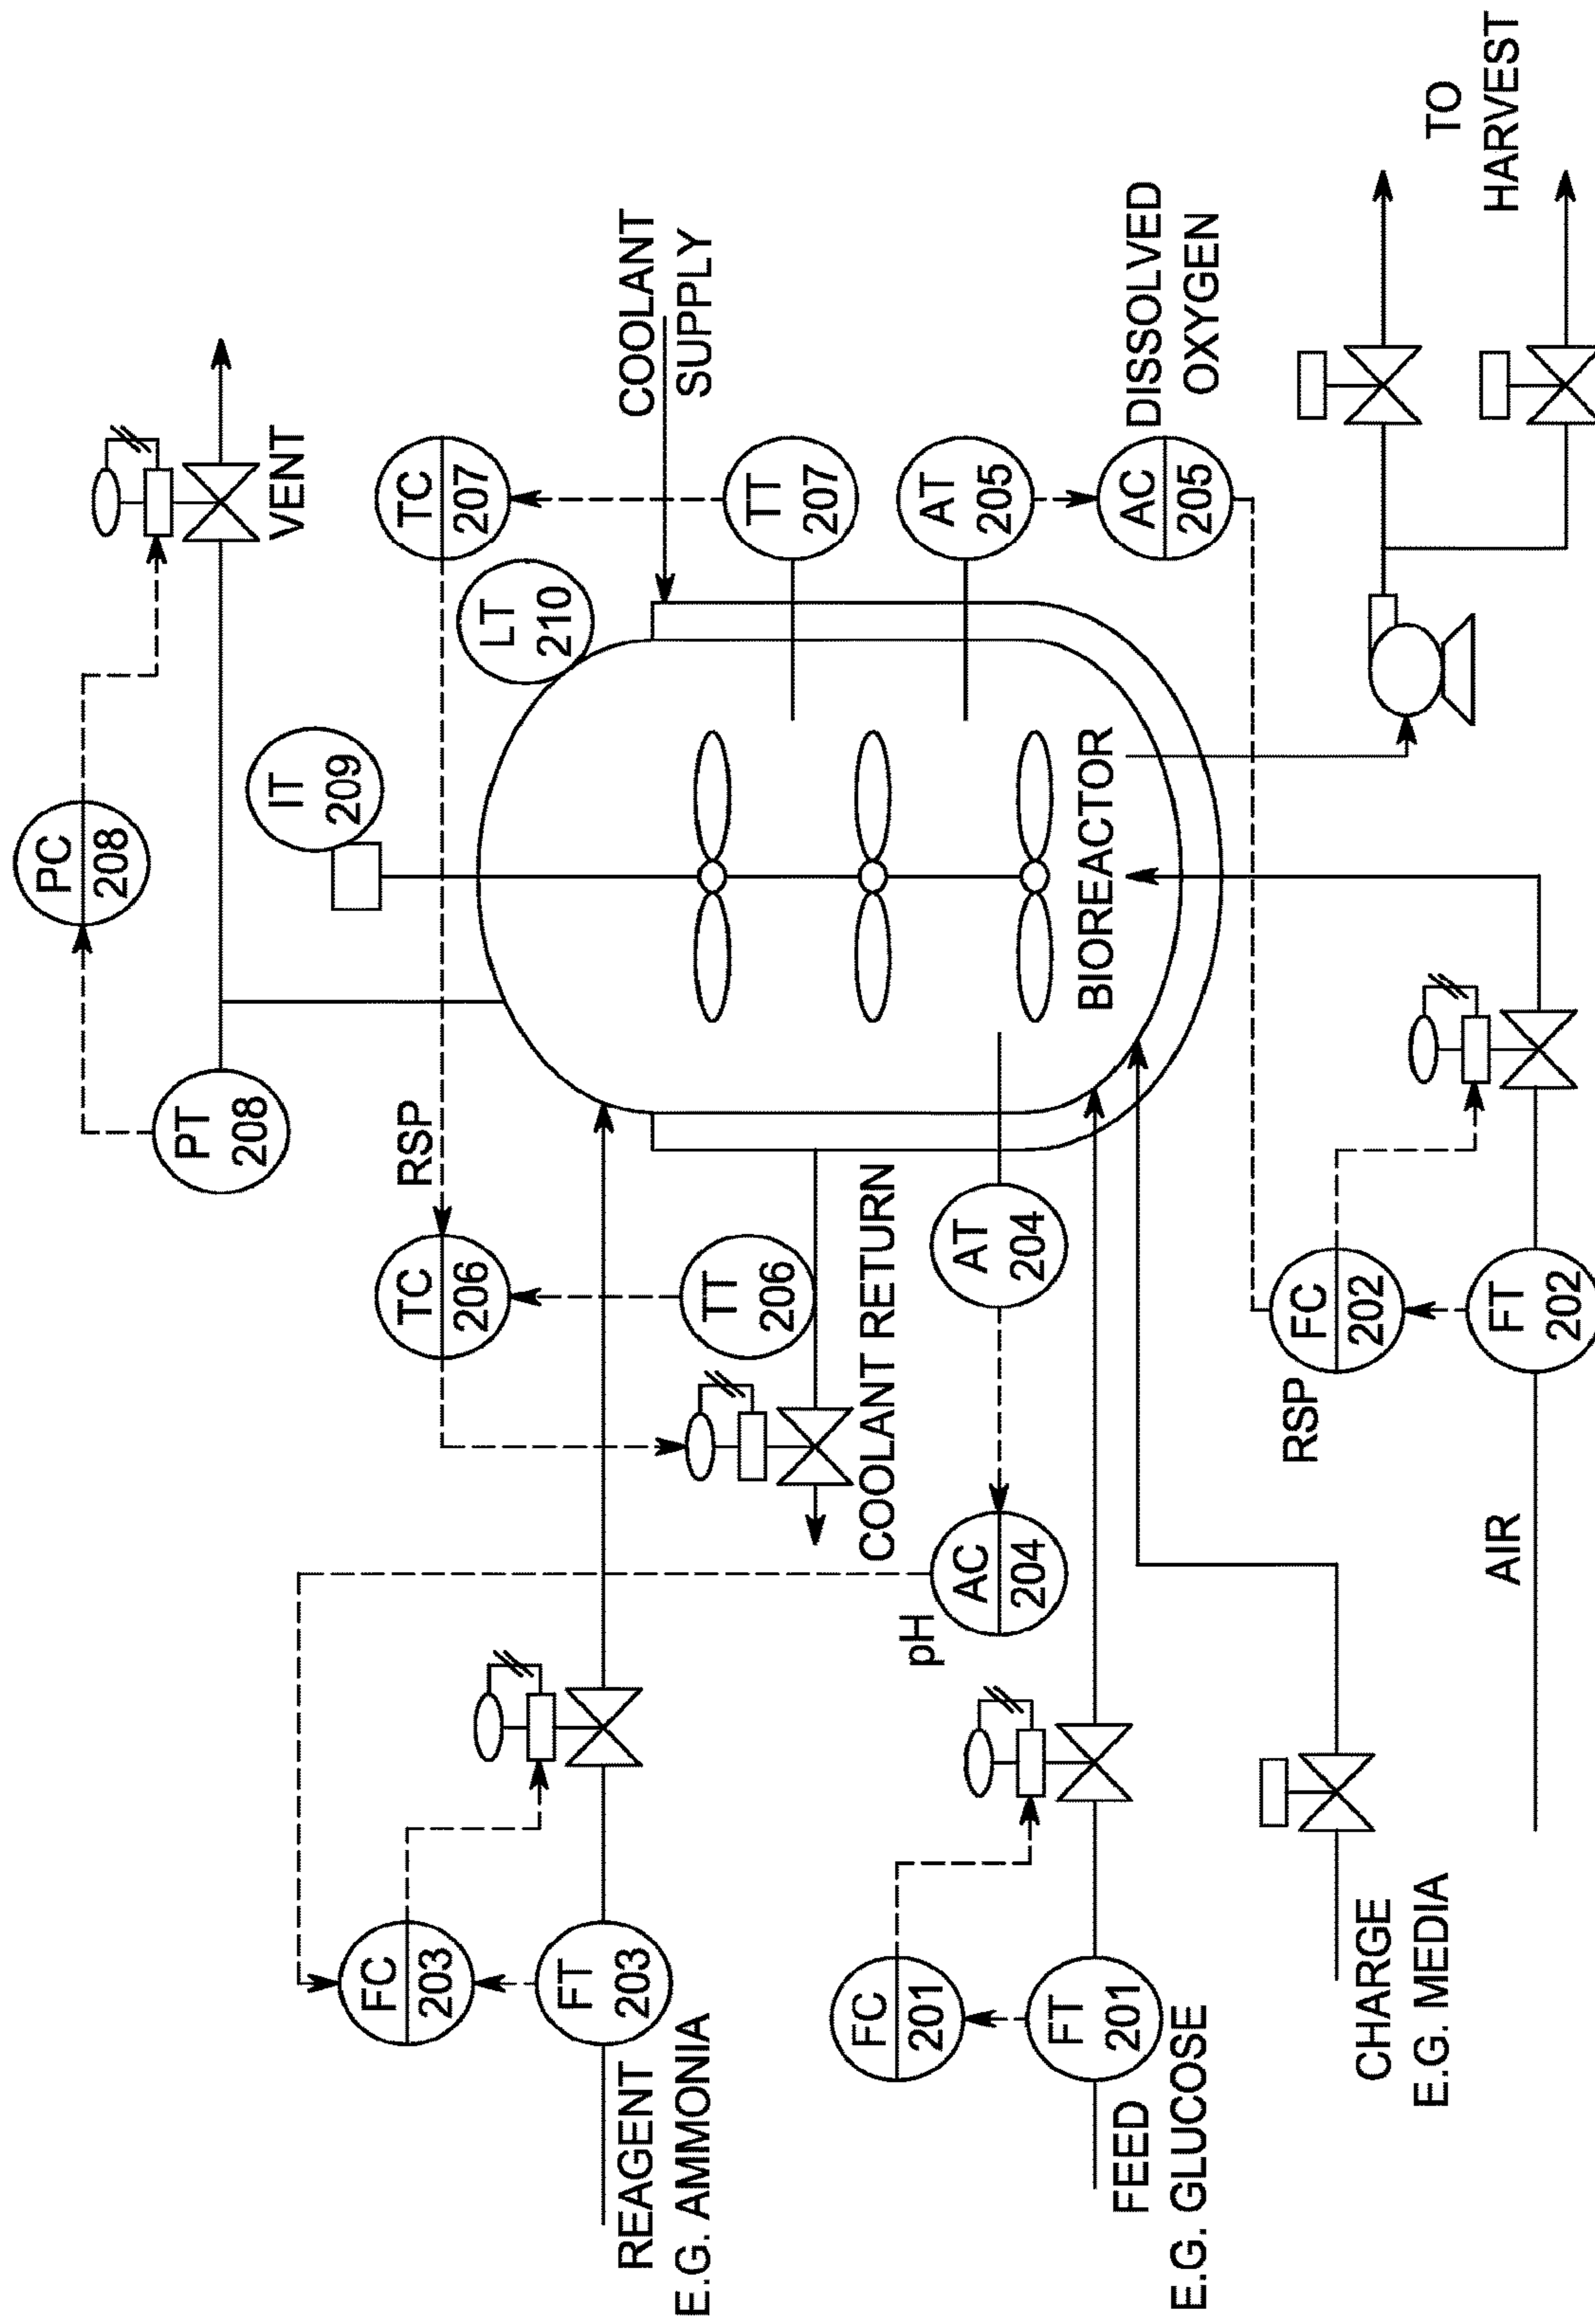 PC
208
VENT
PT
208
IT
209
RSP
TC
206
TC
207
LT
210
FC
203
FT
203
REAGENT
E.G. AMMONIA
COOLANT
SUPPLY
TT
206
TT
207
COOLANT RETURN
pH
AC
204
AT
204
AT
205
BIOREACTOR
AC
205
DISSOLVED
OXYGEN
FC
201
FT
201
FEED
E.G. GLUCOSE
RSP
FC
202
FT
202
CHARGE
E.G. MEDIA
AIR
TO
HARVEST